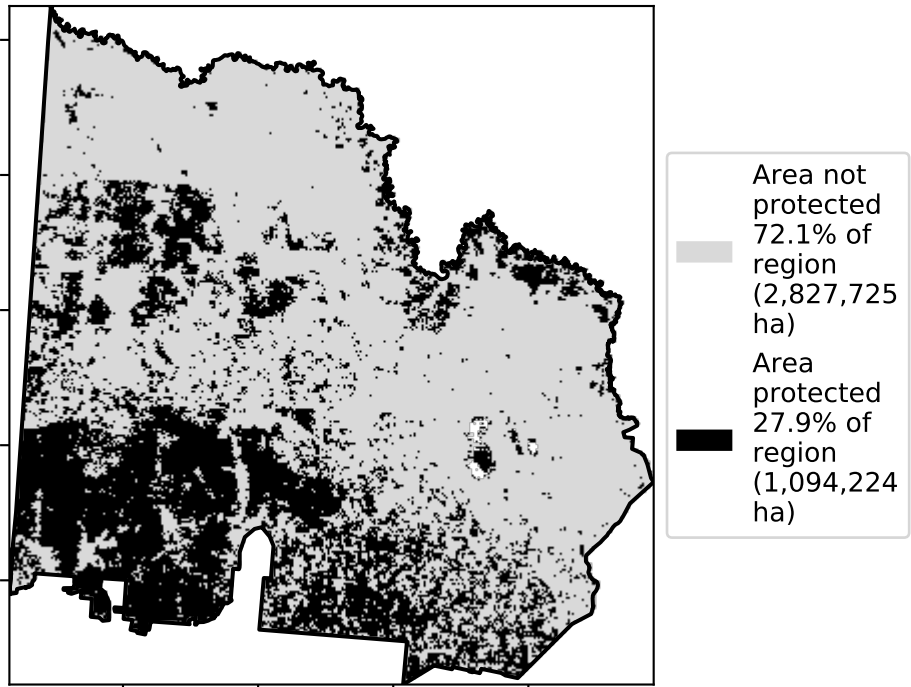 Area not
protected
72.1% of
region
(2,827,725
ha)
Area
protected
27.9% of
region
(1,094,224
ha)